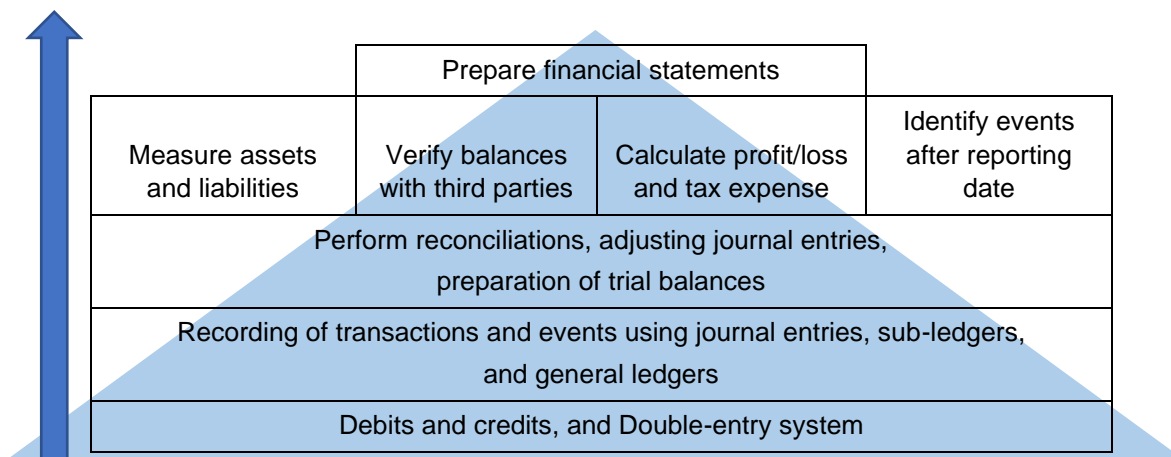 Prepare financial statements
Measure assets
and liabilities
Verify balances
with third parties
Calculate profit/loss
and tax expense
Identify events
after reporting
date
Perform reconciliations, adjusting journal entries,
preparation of trial balances
Recording of transactions and events using journal entries, sub-ledgers,
and general ledgers
Debits and credits, and Double-entry system